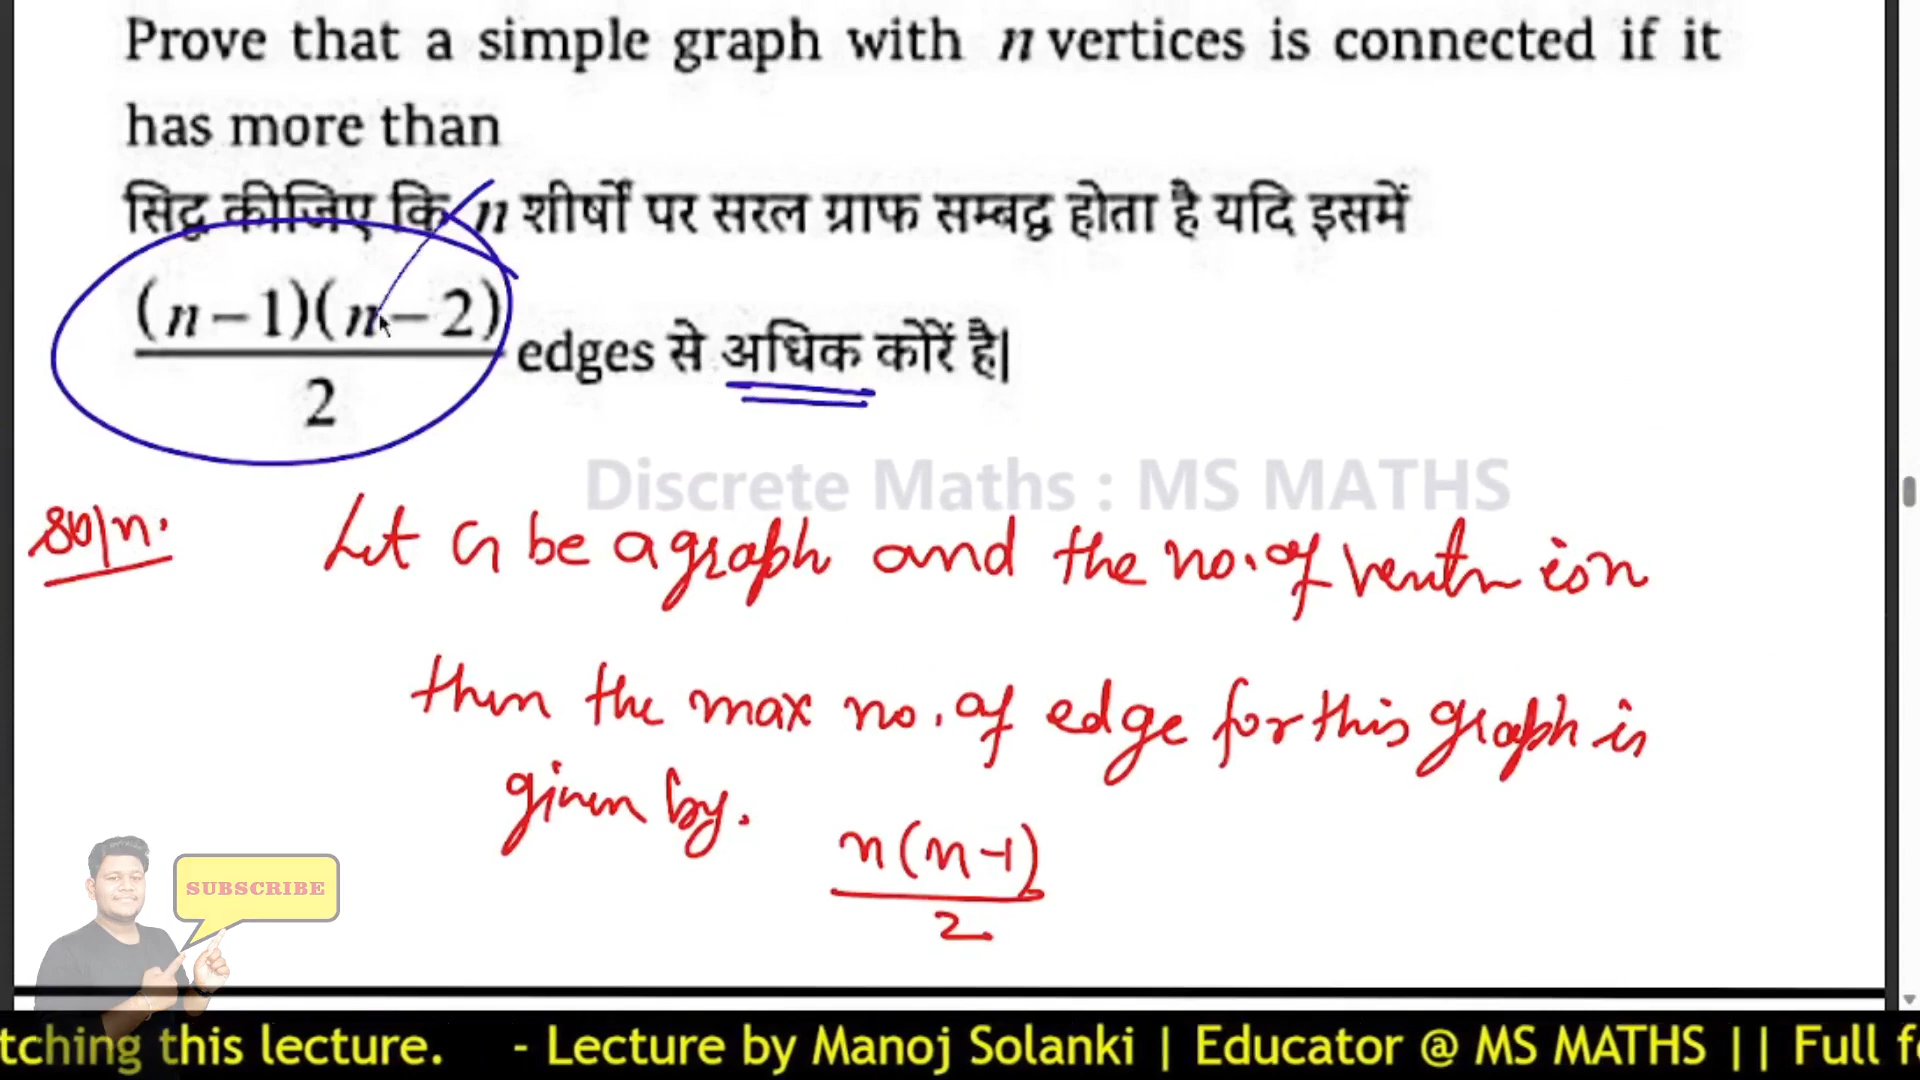 Prove that a simple graph with n vertices is connected if it
has more than
सिद्ध कीजिए कि n शीर्षों पर सरल ग्राफ सम्बद्ध होता है यदि इसमें
(n-1)(n-2)
2
edges से अधिक कोरें है|
Discrete Maths : MS MATHS
Soln. Let G be a graph and the no. of is n
then the max no. of edge for this graph is
given by.
n(n-1)
2
SUBSCRIBE
tching this lecture. - Lecture by Manoj Solanki | Educator @ MS MATHS || Full f